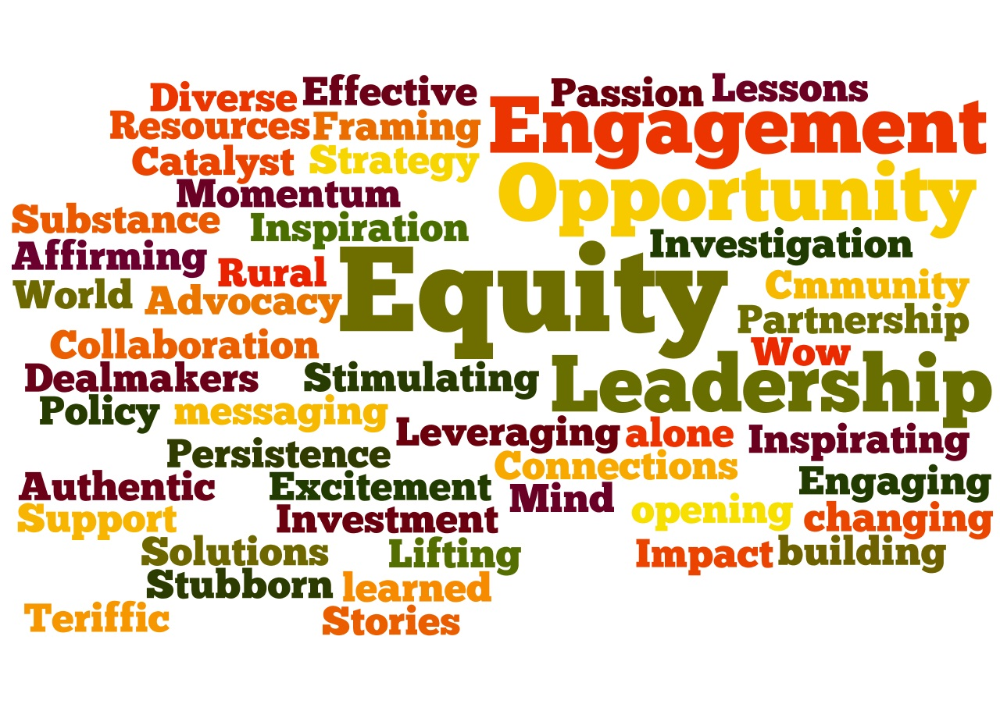 Diverse Effective Passion Lessons
Resources Framing Engagement
Catalyst Strategy Opportunity
Momentum
Substance Inspiration Investigation
Affirming Rural Equity Cmmunity
World Advocacy Partnership
Collaboration Wow
Dealmakers Stimulating Leadership
Policy messaging
Leveraging alone Inspirating
Persistence Connections
Authentic Excitement Mind Engaging
Support Investment opening changing
Solutions Lifting Impact building
Stubborn learned
Teriffic Stories